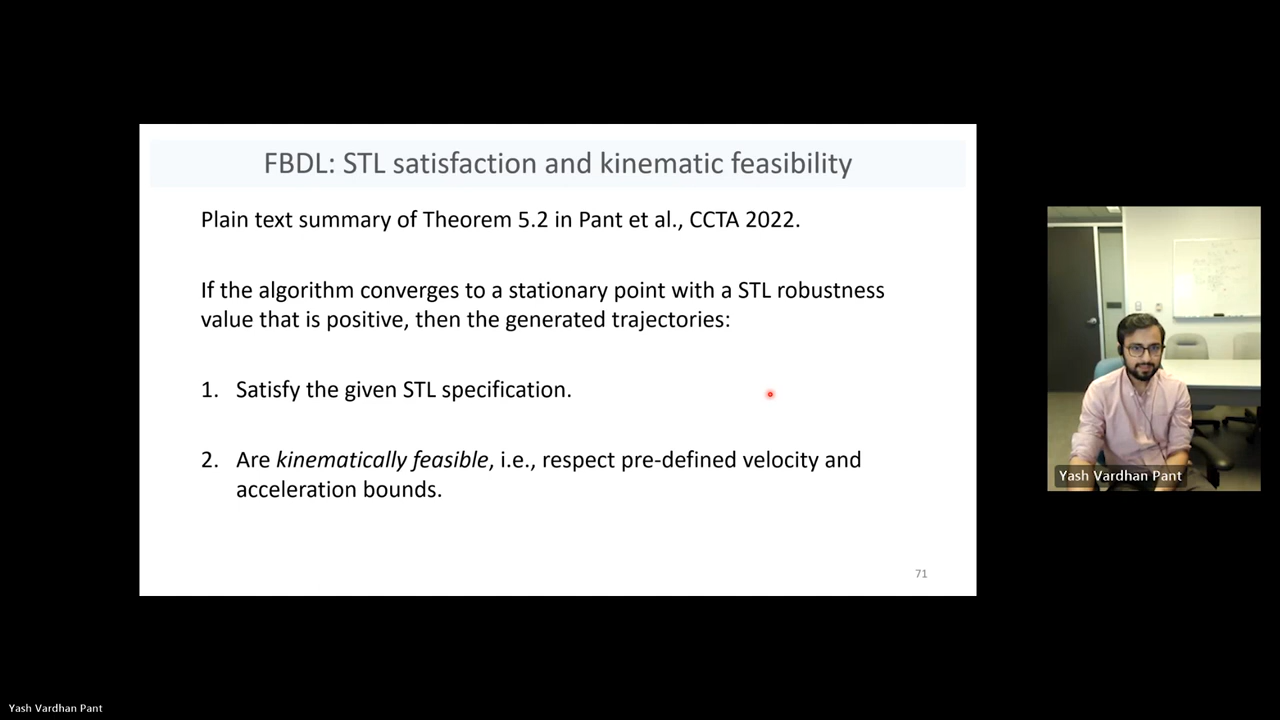 FBDL: STL satisfaction and kinematic feasibility
Plain text summary of Theorem 5.2 in Pant et al., CCTA 2022.
If the algorithm converges to a stationary point with a STL robustness
value that is positive, then the generated trajectories:
1. Satisfy the given STL specification.
2. Are kinematically feasible, i.e., respect pre-defined velocity and
acceleration bounds.
71
Yash Vardhan Pant
Yash Vardhan Pant